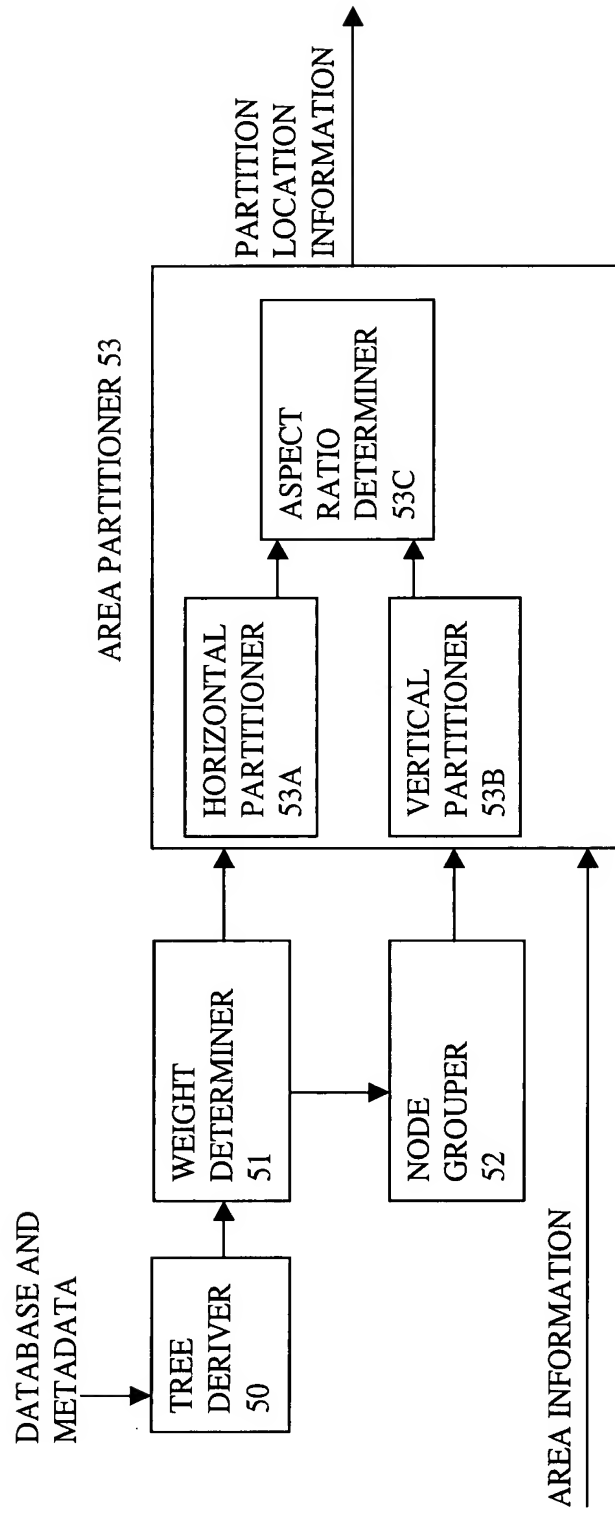 DATABASE AND
METADATA
TREE
DERIVER
50
WEIGHT
DETERMINER
51
NODE
GROUPER
52
AREA INFORMATION
AREA PARTITIONER 53
HORIZONTAL
PARTITIONER
53A
VERTICAL
PARTITIONER
53B
ASPECT
RATIO
DETERMINER
53C
PARTITION
LOCATION
INFORMATION